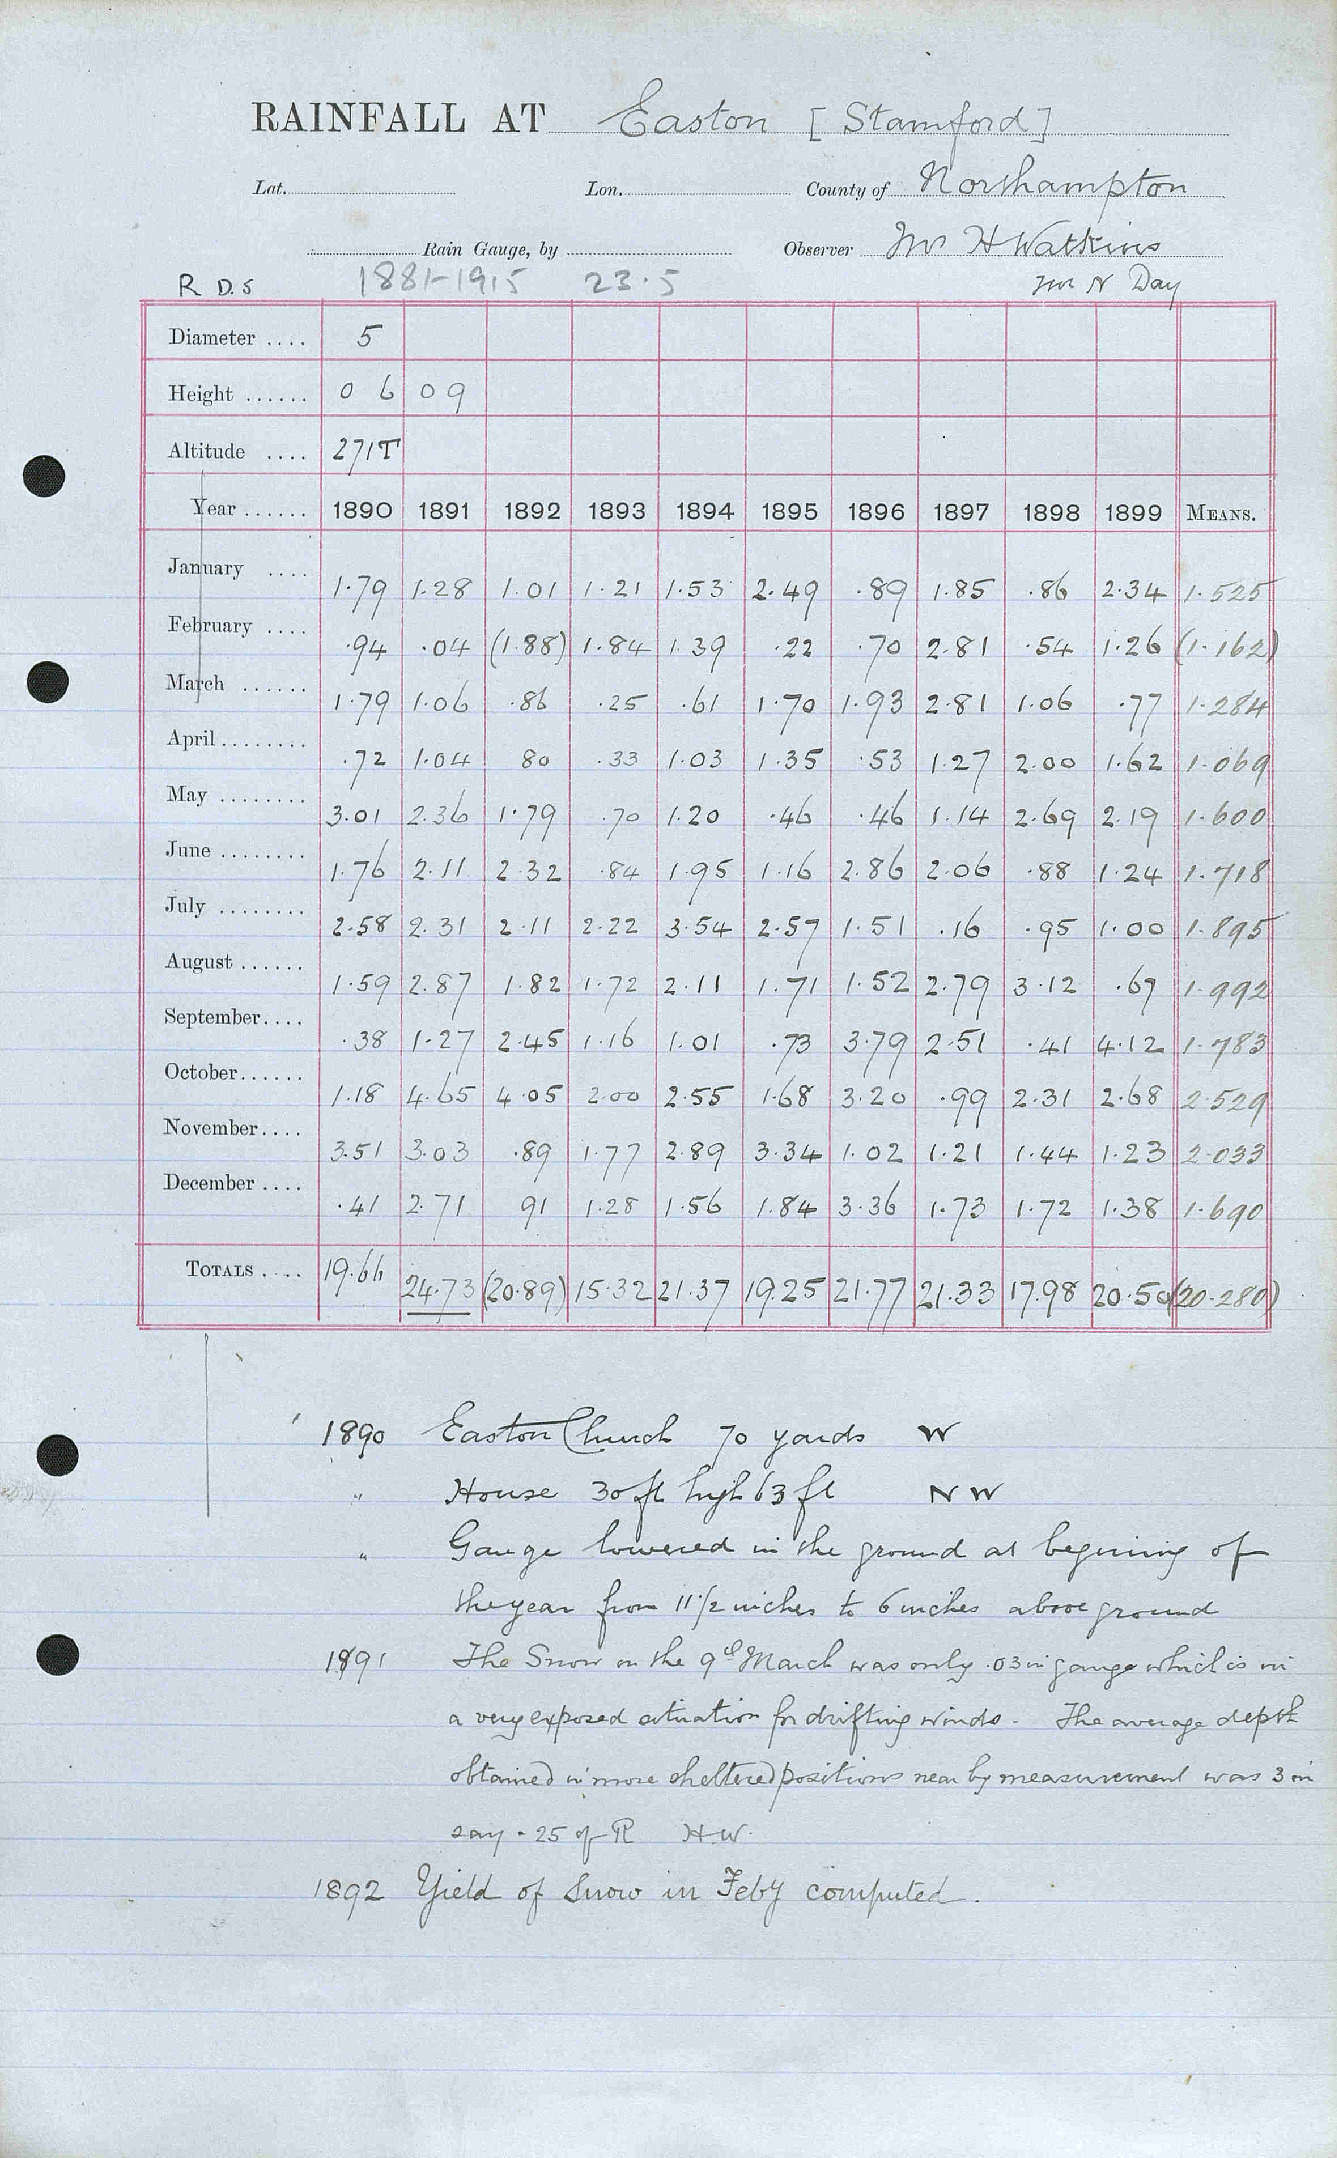 RAINFALL AT Easton [Stamford]
Lat. Lon. County of Northampton
Rain Gauge, by Observer H Watkins
R D. S 1881-1915 23.5 N Day
Diameter .... 5
Height ...... 0 6 0 9
Altitude .... 271T
Year ...... 1890 1891 1892 1893 1894 1895 1896 1897 1898 1899 MEANS.
January .... 1.79 1.28 1.01 1.21 1.53 2.49 .89 1.85 .86 2.34 1.525
February .... .94 .04 (1.88) 1.84 1.39 .22 .70 2.81 .54 1.26 (1.162)
March ...... 1.79 1.06 .86 .25 .61 1.70 1.93 2.81 1.06 .77 1.284
April ........ .72 1.04 80 .33 1.03 1.35 .53 1.27 2.00 1.62 1.069
May ........ 3.01 2.36 1.79 .70 1.20 .46 .46 1.14 2.69 2.19 1.600
June ........ 1.76 2.11 2.32 .84 1.95 1.16 2.86 2.06 .88 1.24 1.718
July ........ 2.58 2.31 2.11 2.22 3.54 2.57 1.51 .16 .95 1.00 1.895
August ...... 1.59 2.87 1.82 1.72 2.11 1.71 1.52 2.79 3.12 .67 1.992
September.... .38 1.27 2.45 1.16 1.01 .73 3.79 2.51 .41 4.12 1.783
October...... 1.18 4.65 4.05 2.00 2.55 1.68 3.20 .99 2.31 2.68 2.529
November.... 3.51 3.03 .89 1.77 2.89 3.34 1.02 1.21 1.44 1.23 2.033
December .... .41 2.71 91 1.28 1.56 1.84 3.36 1.73 1.72 1.38 1.690
TOTALS .... 19.66 24.73 (20.89) 15.32 21.37 19.25 21.77 21.33 17.98 20.50 (20.280)
1890 Easton Church 70 yards W
" House 30 ft high 63 ft N W
" Gauge lowered in the ground at begining of
the year from 11 1/2 inches to 6 inches above ground
1891 The Snow on the 9th March was only .03 in gauge which is in
a very exposed situation for drifting winds. The average depth
obtained in more sheltered positions near by measurement was 3 in
say .25 of R H.W.
1892 Yield of Snow in Feby computed.